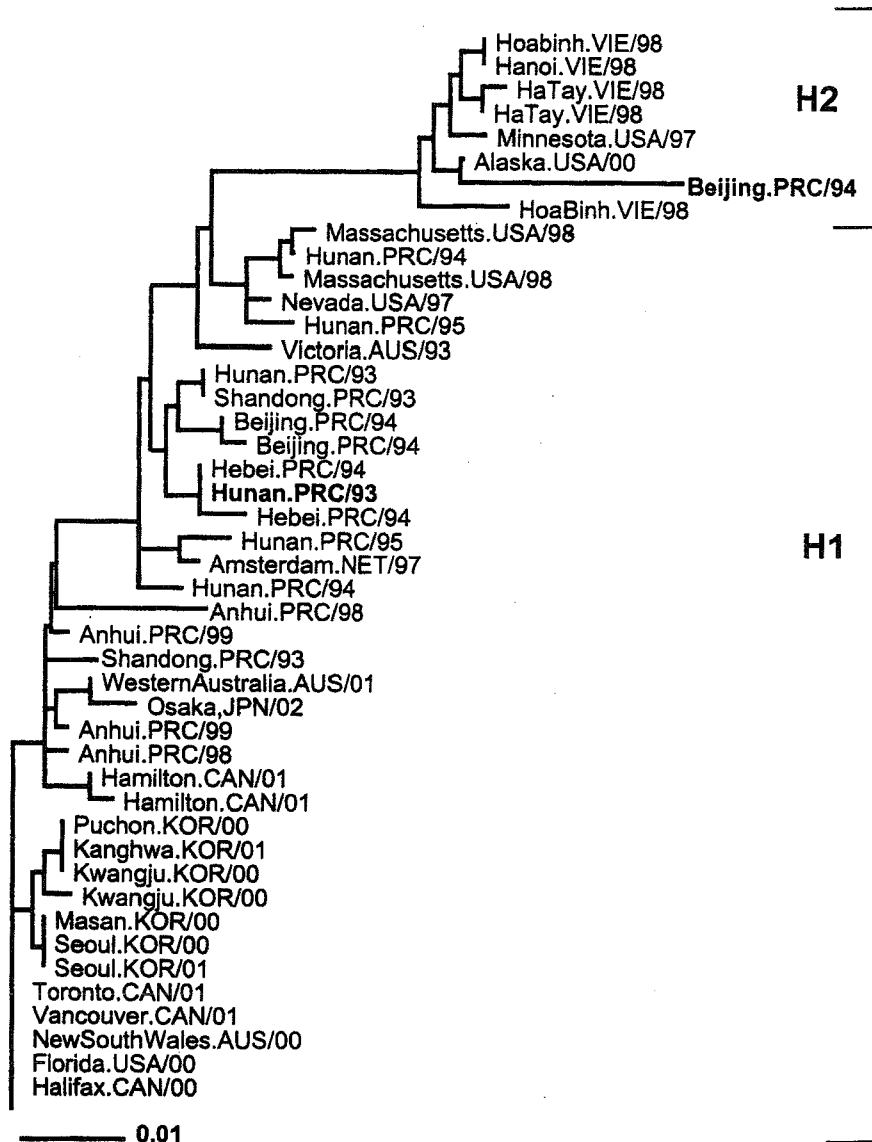 Hoabinh.VIE/98
Hanoi.VIE/98
HaTay.VIE/98
H2
HaTay.VIE/98
Minnesota.USA/97
Alaska.USA/00
Beijing.PRC/94
HoaBinh.VIE/98
Massachusetts.USA/98
Hunan.PRC/94
Massachusetts.USA/98
Nevada.USA/97
Hunan.PRC/95
Victoria.AUS/93
Hunan.PRC/93
Shandong.PRC/93
Beijing.PRC/94
Beijing.PRC/94
Hebei.PRC/94
Hunan.PRC/93
Hebei.PRC/94
Hunan.PRC/95
H1
Amsterdam.NET/97
Hunan.PRC/94
Anhui.PRC/98
Anhui.PRC/99
Shandong.PRC/93
WesternAustralia.AUS/01
Osaka,JPN/02
Anhui.PRC/99
Anhui.PRC/98
Hamilton.CAN/01
Hamilton.CAN/01
Puchon.KOR/00
Kanghwa.KOR/01
Kwangju.KOR/00
Kwangju.KOR/00
Masan.KOR/00
Seoul.KOR/00
Seoul.KOR/01
Toronto.CAN/01
Vancouver.CAN/01
NewSouthWales.AUS/00
Florida.USA/00
Halifax.CAN/00
0.01